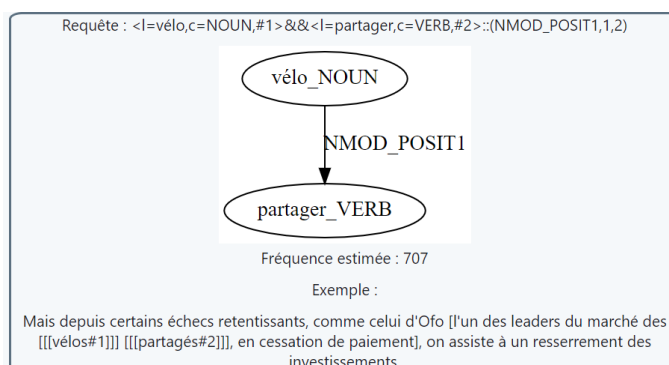 Requête : <l=vélo,c=NOUN,#1>&&<l=partager,c=VERB,#2>::(NMOD_POSIT1,1,2)
vélo_NOUN
NMOD_POSIT1
partager_VERB
Fréquence estimée : 707
Exemple :
Mais depuis certains échecs retentissants, comme celui d'Ofo [l'un des leaders du marché des
[[[vélos#1]]] [[[partagés#2]]], en cessation de paiement], on assiste à un resserrement des
investissements